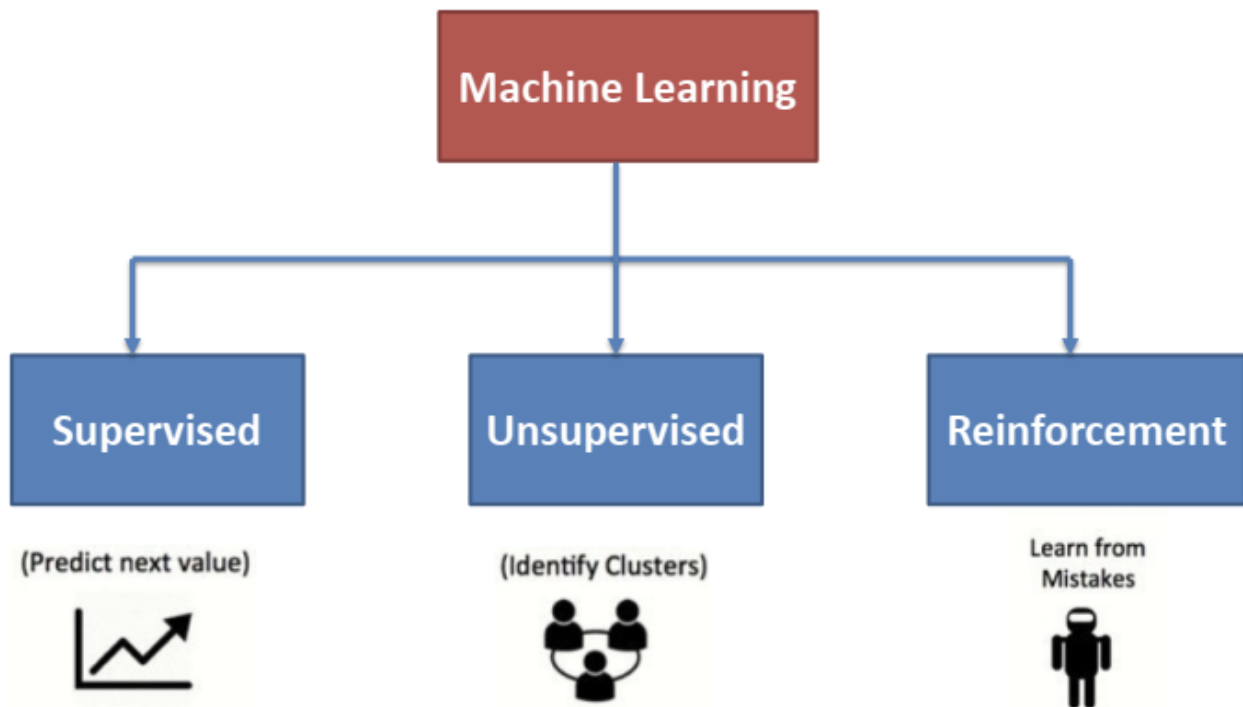 Machine Learning
Supervised
Unsupervised
Reinforcement
(Predict next value)
(Identify Clusters)
Learn from
Mistakes